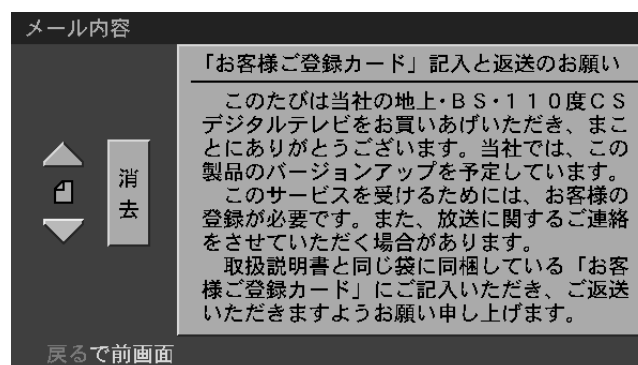 メール内容
「お客様ご登録カード」記入と返送のお願い
このたびは当社の地上・ＢＳ・１１０度ＣＳ
デジタルテレビをお買いあげいただき、まこ
とにありがとうございます。当社では、この
製品のバージョンアップを予定しています。
このサービスを受けるためには、お客様の
登録が必要です。また、放送に関するご連絡
をさせていただく場合があります。
取扱説明書と同じ袋に同梱している「お客
様ご登録カード」にご記入いただき、ご返送
いただきますようお願い申し上げます。
消去
戻るで前画面